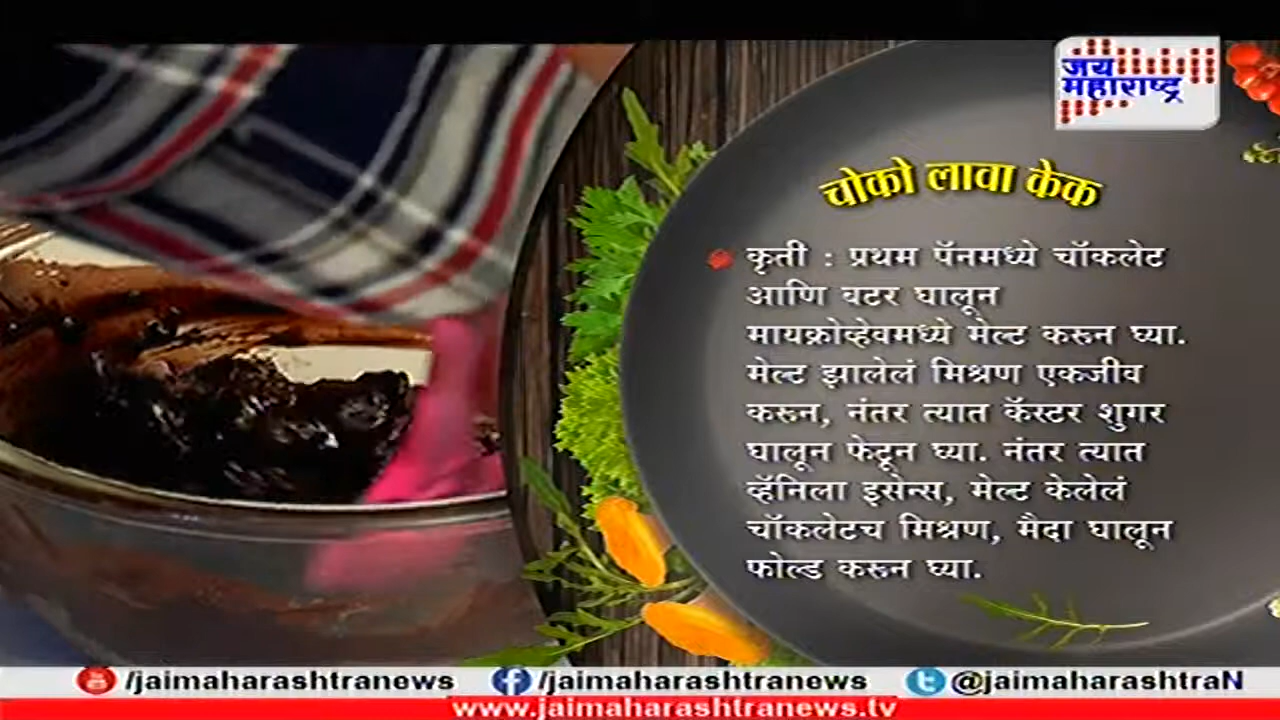 जय
महाराष्ट्र
चोको लावा केक
कृती : प्रथम पॅनमध्ये चॉकलेट
आणि बटर घालून
मायक्रोव्हेवमध्ये मेल्ट करून घ्या.
मेल्ट झालेलं मिश्रण एकजीव
करून, नंतर त्यात कॅस्टर शुगर
घालून फेटून घ्या. नंतर त्यात
व्हॅनिला इसेन्स, मेल्ट केलेलं
चॉकलेटच मिश्रण, मैदा घालून
फोल्ड करून घ्या.
/jaimaharashtranews /jaimaharashtranews @jaimaharashtraN
www.jaimaharashtranews.tv